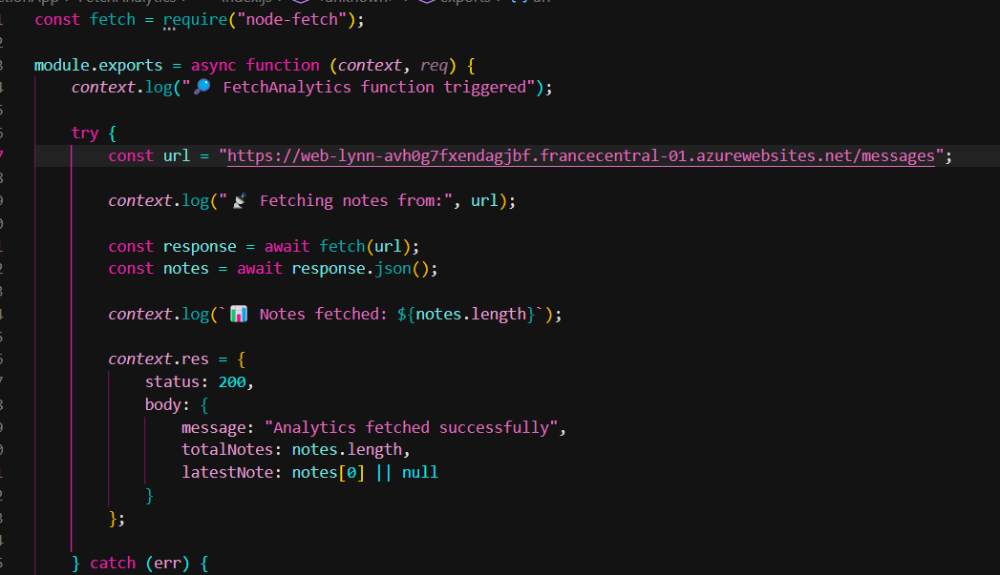 const fetch = require("node-fetch");
module.exports = async function (context, req) {
context.log("🔎 FetchAnalytics function triggered");
try {
const url = "https://web-lynn-avh0g7fxendagjbf.francecentral-01.azurewebsites.net/messages";
context.log("📡 Fetching notes from:", url);
const response = await fetch(url);
const notes = await response.json();
context.log(`📊 Notes fetched: ${notes.length}`);
context.res = {
status: 200,
body: {
message: "Analytics fetched successfully",
totalNotes: notes.length,
latestNote: notes[0] || null
}
};
} catch (err) {